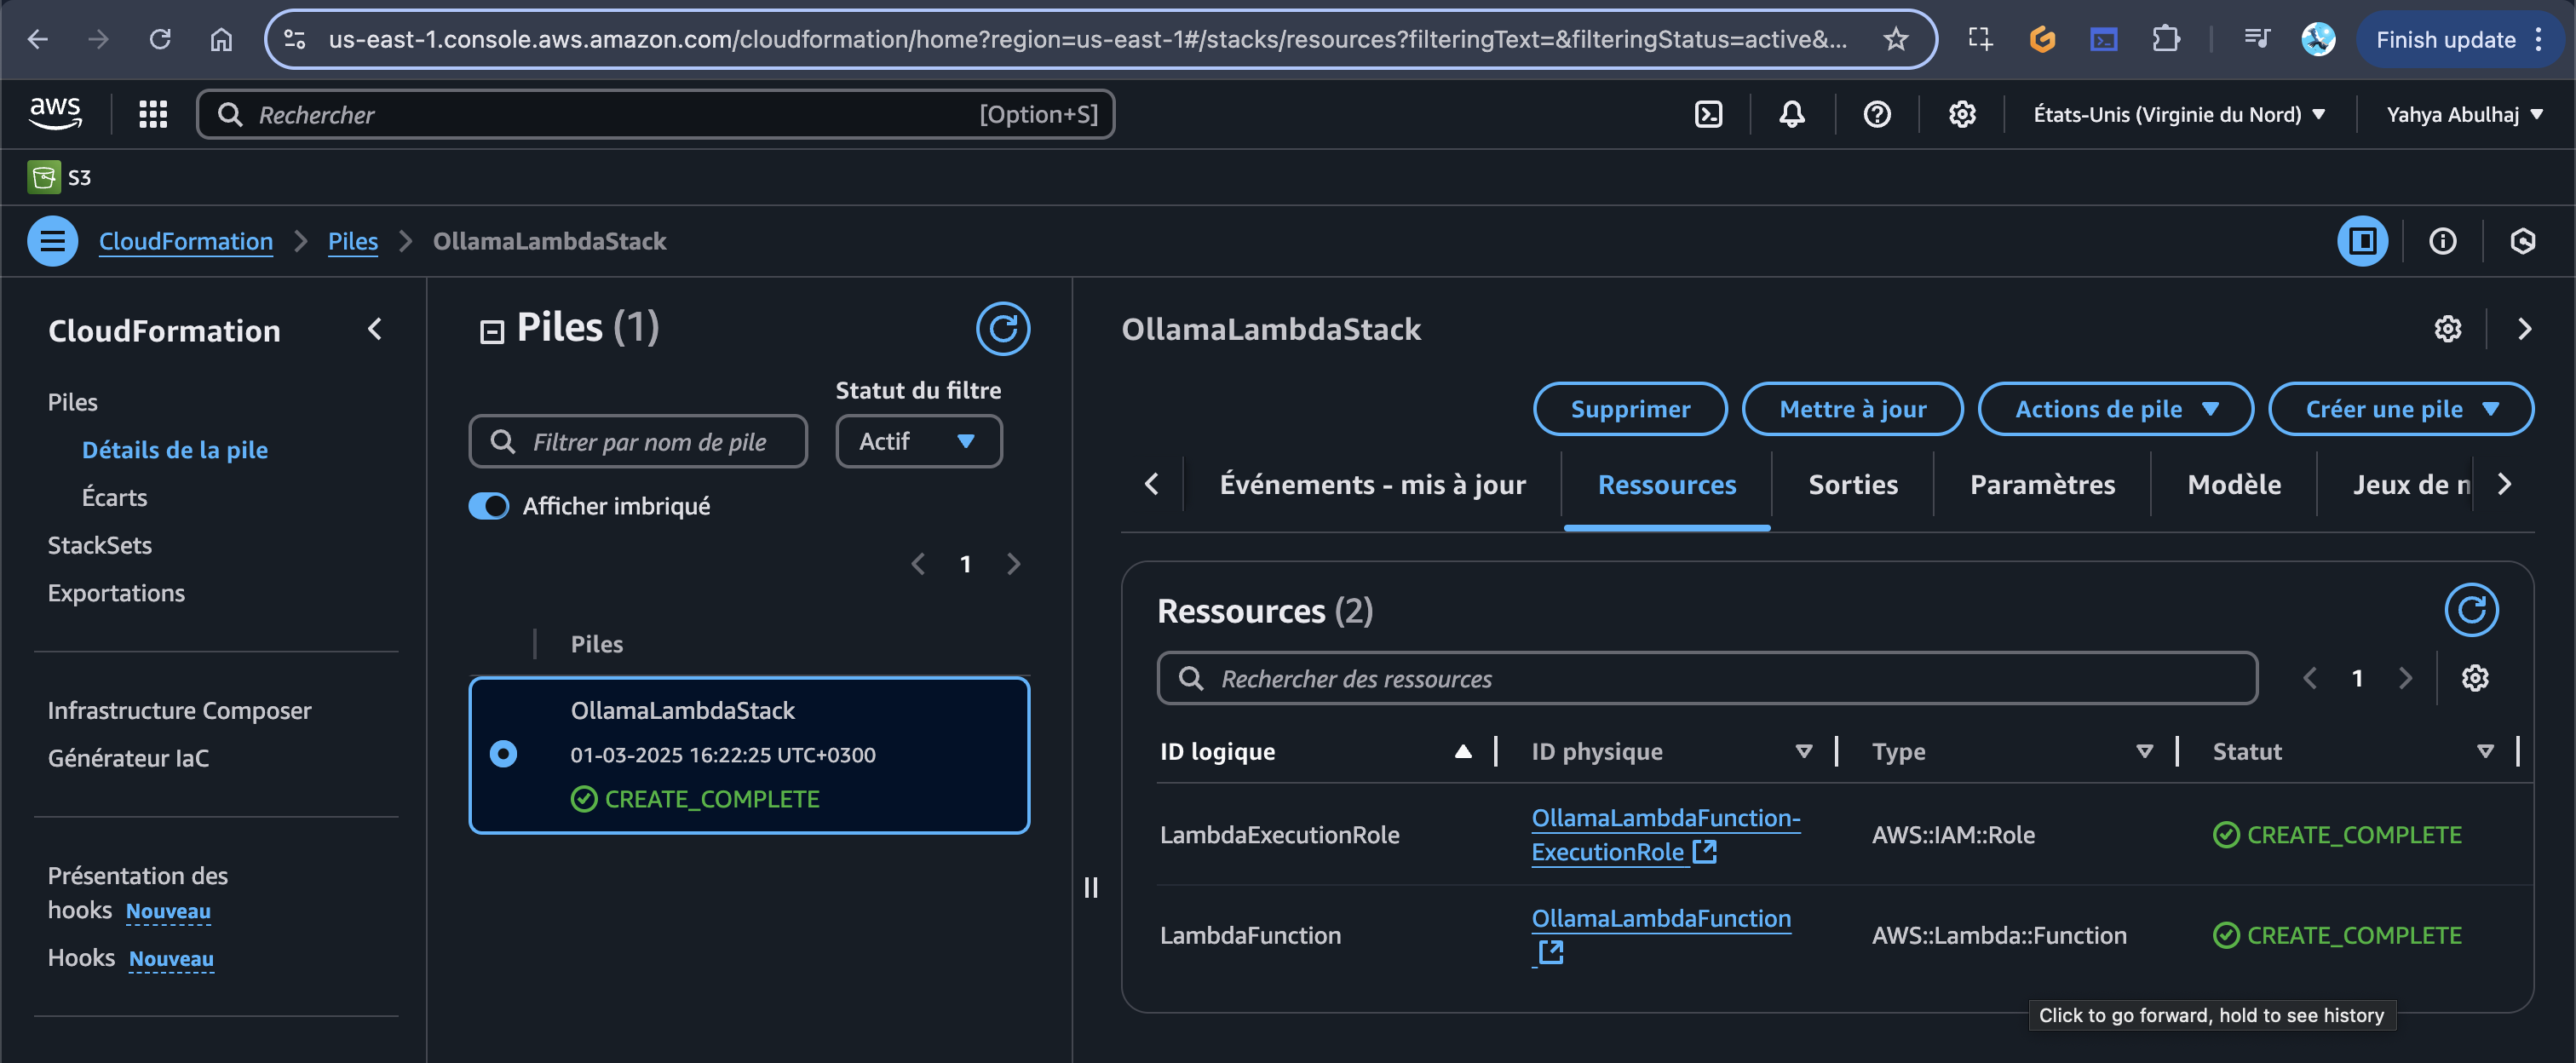 us-east-1.console.aws.amazon.com/cloudformation/home?region=us-east-1#/stacks/resources?filteringText=&filteringStatus=active&...
Finish update
aws
Rechercher
[Option+S]
États-Unis (Virginie du Nord)
Yahya Abulhaj
S3
CloudFormation
Piles
OllamaLambdaStack
CloudFormation
Piles
Détails de la pile
Écarts
StackSets
Exportations
Infrastructure Composer
Générateur IaC
Présentation des
hooks Nouveau
Hooks Nouveau
Piles (1)
Statut du filtre
Filtrer par nom de pile
Actif
Afficher imbriqué
1
Piles
OllamaLambdaStack
01-03-2025 16:22:25 UTC+0300
CREATE_COMPLETE
OllamaLambdaStack
Supprimer
Mettre à jour
Actions de pile
Créer une pile
Événements - mis à jour
Ressources
Sorties
Paramètres
Modèle
Jeux de
Ressources (2)
Rechercher des ressources
1
ID logique
ID physique
Type
Statut
LambdaExecutionRole
OllamaLambdaFunction-
ExecutionRole
AWS::IAM::Role
CREATE_COMPLETE
LambdaFunction
OllamaLambdaFunction
AWS::Lambda::Function
CREATE_COMPLETE
Click to go forward, hold to see history